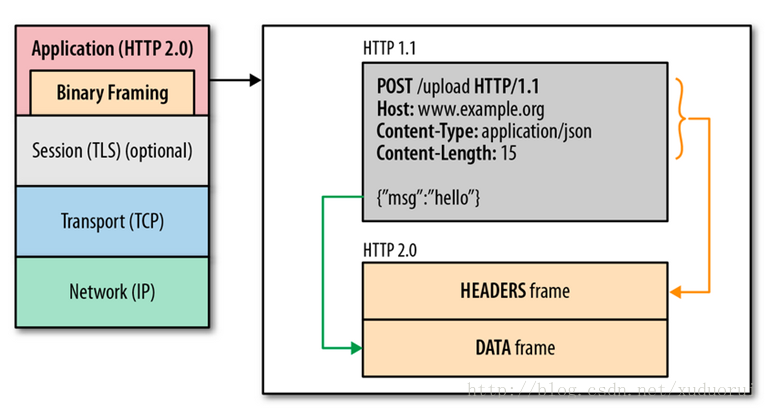 Application (HTTP 2.0)
Binary Framing
Session (TLS) (optional)
Transport (TCP)
Network (IP)
HTTP 1.1
POST /upload HTTP/1.1
Host: www.example.org
Content-Type: application/json
Content-Length: 15
{”msg”:”hello”}
HTTP 2.0
HEADERS frame
DATA frame
http://blog.csdn.net/xuduorui